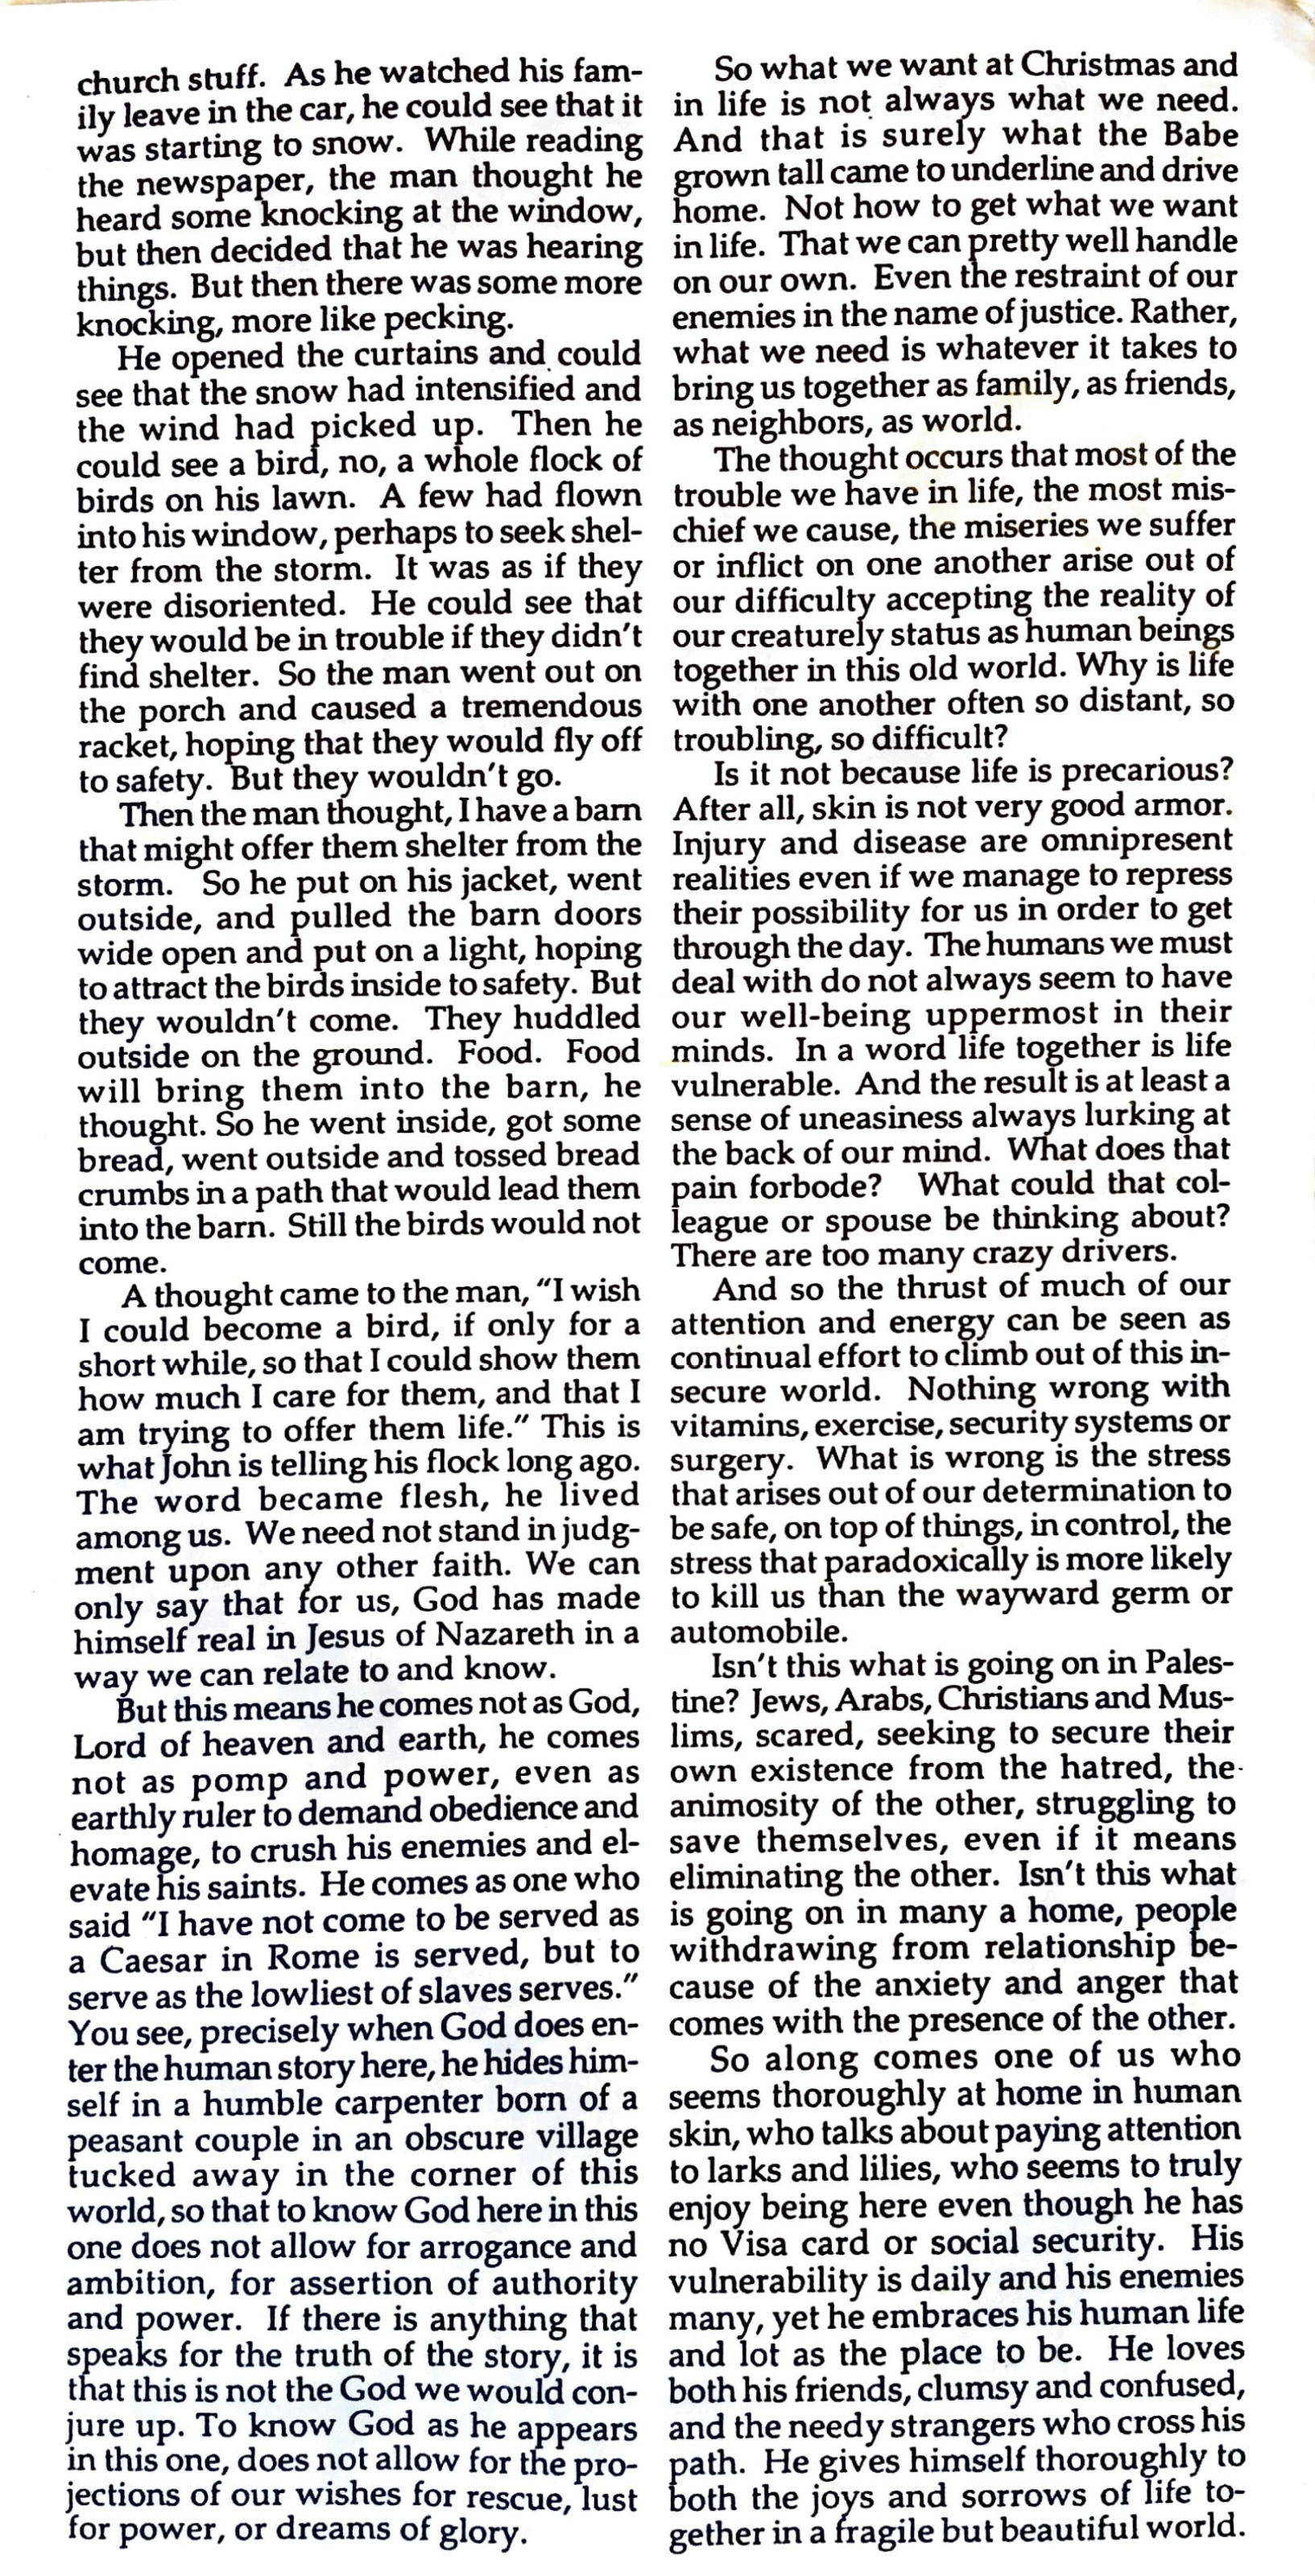 church stuff. As he watched his fam-
ily leave in the car, he could see that it
was starting to snow. While reading
the newspaper, the man thought he
heard some knocking at the window,
but then decided that he was hearing
things. But then there was some more
knocking, more like pecking.
He opened the curtains and could
see that the snow had intensified and
the wind had picked up. Then he
could see a bird, no, a whole flock of
birds on his lawn. A few had flown
into his window, perhaps to seek shel-
ter from the storm. It was as if they
were disoriented. He could see that
they would be in trouble if they didn't
find shelter. So the man went out on
the porch and caused a tremendous
racket, hoping that they would fly off
to safety. But they wouldn't go.
Then the man thought, I have a barn
that might offer them shelter from the
storm. So he put on his jacket, went
outside, and pulled the barn doors
wide open and put on a light, hoping
to attract the birds inside to safety. But
they wouldn't come. They huddled
outside on the ground. Food. Food
will bring them into the barn, he
thought. So he went inside, got some
bread, went outside and tossed bread
crumbs in a path that would lead them
into the barn. Still the birds would not
come.
A thought came to the man, "I wish
I could become a bird, if only for a
short while, so that I could show them
how much I care for them, and that I
am trying to offer them life." This is
what John is telling his flock long ago.
The word became flesh, he lived
among us. We need not stand in judg-
ment upon any other faith. We can
only say that for us, God has made
himself real in Jesus of Nazareth in a
way we can relate to and know.
But this means he comes not as God,
Lord of heaven and earth, he comes
not as pomp and power, even as
earthly ruler to demand obedience and
homage, to crush his enemies and el-
evate his saints. He comes as one who
said "I have not come to be served as
a Caesar in Rome is served, but to
serve as the lowliest of slaves serves."
You see, precisely when God does en-
ter the human story here, he hides him-
self in a humble carpenter born of a
peasant couple in an obscure village
tucked away in the corner of this
world, so that to know God here in this
one does not allow for arrogance and
ambition, for assertion of authority
and power. If there is anything that
speaks for the truth of the story, it is
that this is not the God we would con-
jure up. To know God as he appears
in this one, does not allow for the pro-
jections of our wishes for rescue, lust
for power, or dreams of glory.
So what we want at Christmas and
in life is not always what we need.
And that is surely what the Babe
grown tall came to underline and drive
home. Not how to get what we want
in life. That we can pretty well handle
on our own. Even the restraint of our
enemies in the name of justice. Rather,
what we need is whatever it takes to
bring us together as family, as friends,
as neighbors, as world.
The thought occurs that most of the
trouble we have in life, the most mis-
chief we cause, the miseries we suffer
or inflict on one another arise out of
our difficulty accepting the reality of
our creaturely status as human beings
together in this old world. Why is life
with one another often so distant, so
troubling, so difficult?
Is it not because life is precarious?
After all, skin is not very good armor.
Injury and disease are omnipresent
realities even if we manage to repress
their possibility for us in order to get
through the day. The humans we must
deal with do not always seem to have
our well-being uppermost in their
minds. In a word life together is life
vulnerable. And the result is at least a
sense of uneasiness always lurking at
the back of our mind. What does that
pain forbode? What could that col-
league or spouse be thinking about?
There are too many crazy drivers.
And so the thrust of much of our
attention and energy can be seen as
continual effort to climb out of this in-
secure world. Nothing wrong with
vitamins, exercise, security systems or
surgery. What is wrong is the stress
that arises out of our determination to
be safe, on top of things, in control, the
stress that paradoxically is more likely
to kill us than the wayward germ or
automobile.
Isn't this what is going on in Pales-
tine? Jews, Arabs, Christians and Mus-
lims, scared, seeking to secure their
own existence from the hatred, the
animosity of the other, struggling to
save themselves, even if it means
eliminating the other. Isn't this what
is going on in many a home, people
withdrawing from relationship be-
cause of the anxiety and anger that
comes with the presence of the other.
So along comes one of us who
seems thoroughly at home in human
skin, who talks about paying attention
to larks and lilies, who seems to truly
enjoy being here even though he has
no Visa card or social security. His
vulnerability is daily and his enemies
many, yet he embraces his human life
and lot as the place to be. He loves
both his friends, clumsy and confused,
and the needy strangers who cross his
path. He gives himself thoroughly to
both the joys and sorrows of life to-
gether in a fragile but beautiful world.